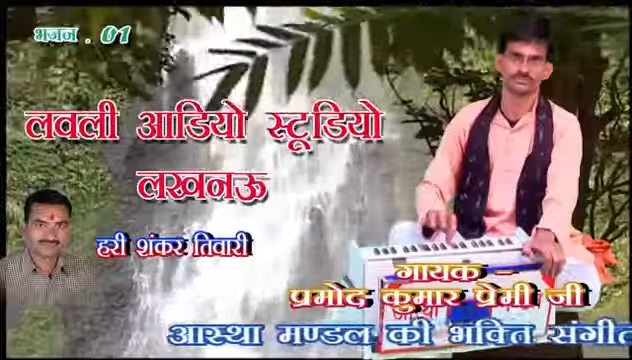 भजन . 01
लवली आडियो स्टूडियो
लखनऊ
हरी शंकर तिवारी
गायक -
प्रमोद कुमार प्रेमी जी
आस्था मण्डल की भक्ति संगीत